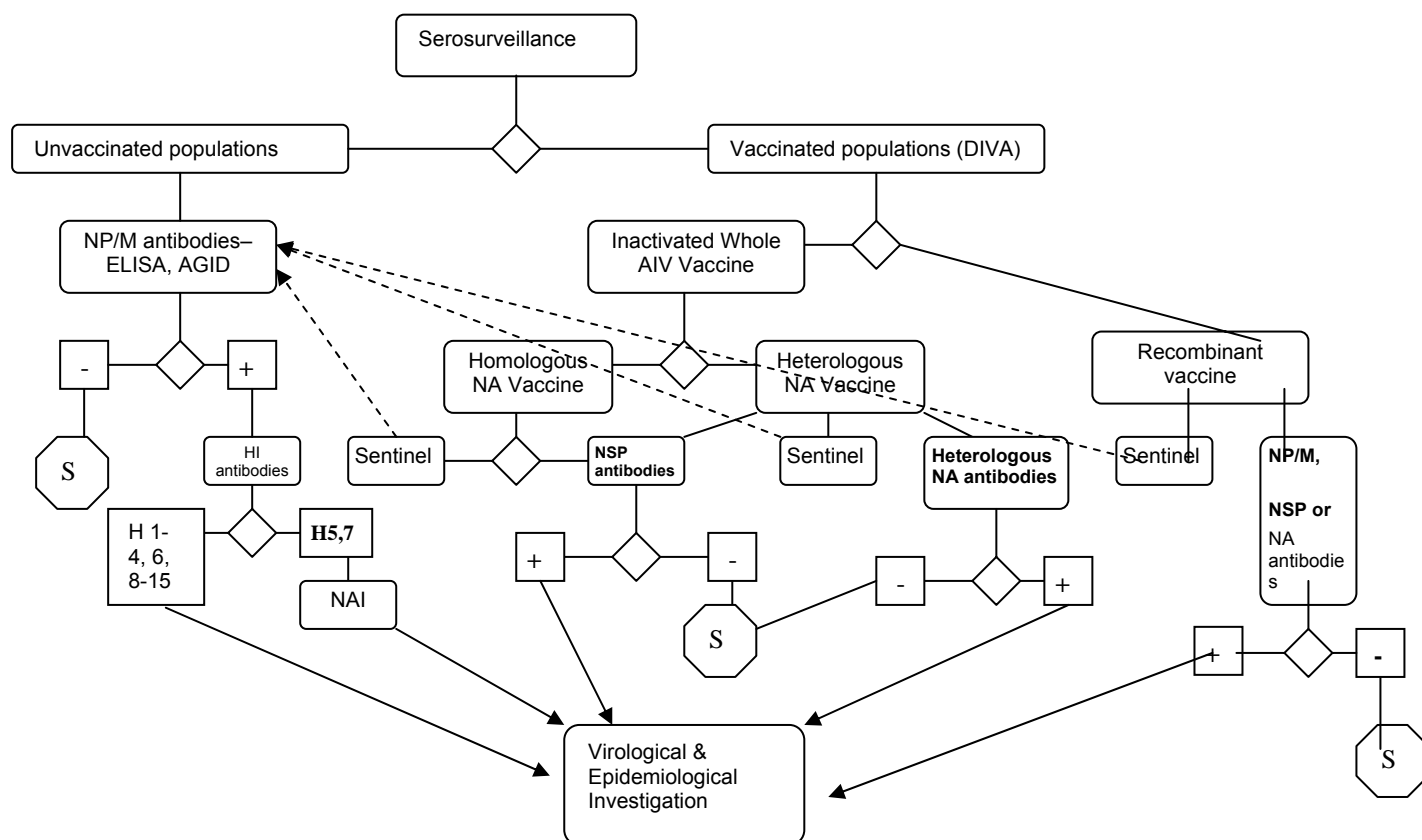 Serosurveillance
Unvaccinated populations
Vaccinated populations (DIVA)
NP/M antibodies–
ELISA, AGID
Inactivated Whole
AIV Vaccine
Homologous
NA Vaccine
Heterologous
NA Vaccine
Recombinant
vaccine
-
+
S
HI
antibodies
Sentinel
NSP
antibodies
Sentinel
Heterologous
NA antibodies
Sentinel
NP/M,
NSP or
NA
antibodie
s
H 1-
4, 6,
8-15
H5,7
NAI
+
-
S
-
+
+
-
S
Virological &
Epidemiological
Investigation